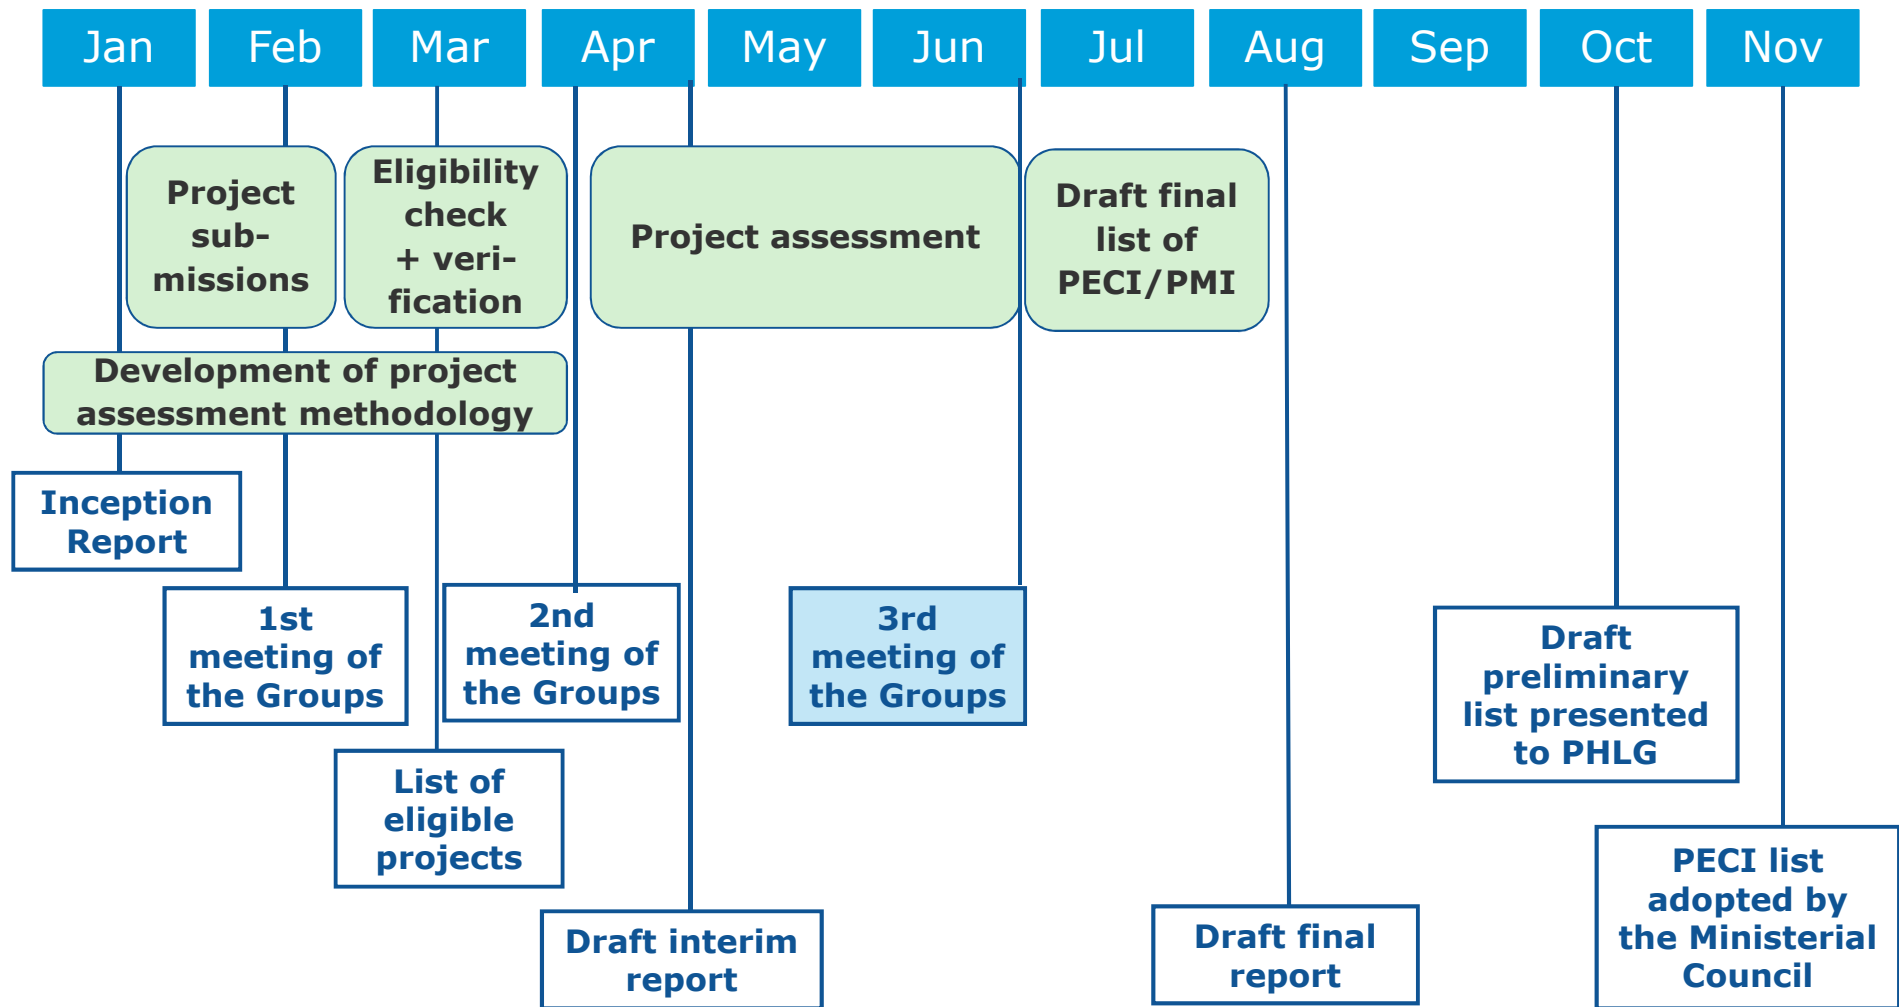 Jan
Feb
Mar
Apr
May
Jun
Jul
Aug
Sep
Oct
Nov
Project
sub-
missions
Eligibility
check
+ veri-
fication
Project assessment
Draft final
list of
PECI/PMI
Development of project
assessment methodology
Inception
Report
1st
meeting of
the Groups
2nd
meeting of
the Groups
3rd
meeting of
the Groups
Draft
preliminary
list presented
to PHLG
List of
eligible
projects
Draft interim
report
Draft final
report
PECI list
adopted by
the Ministerial
Council